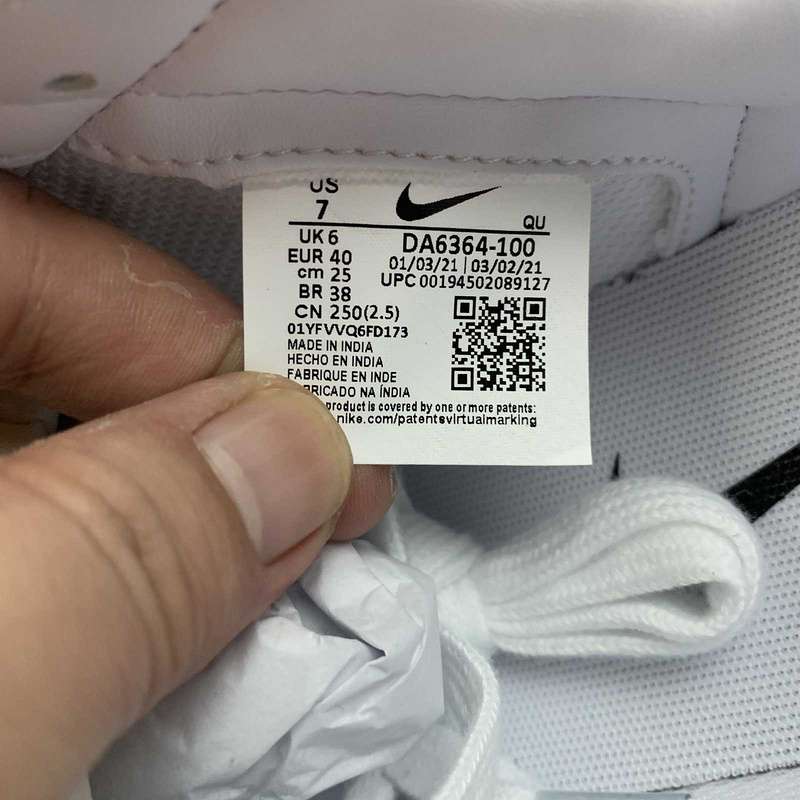 US
7
QU
UK 6
DA6364-100
EUR 40
01/03/21 | 03/02/21
cm 25
UPC 00194502089127
BR 38
CN 250(2.5)
01YFVVQ6FD173
MADE IN INDIA
HECHO EN INDIA
FABRIQUE EN INDE
NA ÍNDIA
product is covered by one or more patents:
nike.com/patentsvirtualmarking